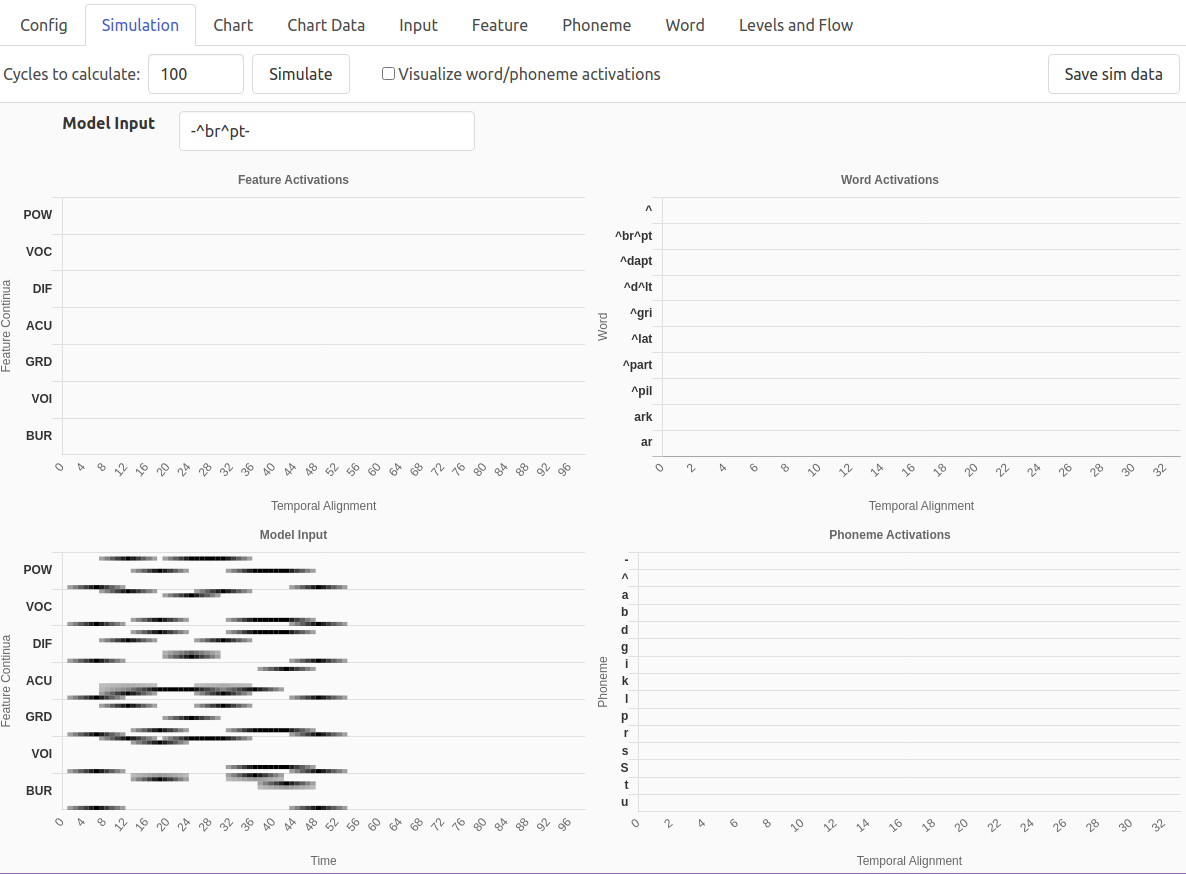 Config Simulation Chart Chart Data Input Feature Phoneme Word Levels and Flow
Cycles to calculate: 100 Simulate Visualize word/phoneme activations Save sim data
Model Input -^br^pt-
Feature Activations
Feature Continua
POW
VOC
DIF
ACU
GRD
VOI
BUR
0 4 8 12 16 20 24 28 32 36 40 44 48 52 56 60 64 68 72 76 80 84 88 92 96
Temporal Alignment
Word Activations
Word
^
^br^pt
^dapt
^d^lt
^gri
^lat
^part
^pil
ark
ar
0 2 4 6 8 10 12 14 16 18 20 22 24 26 28 30 32
Temporal Alignment
Model Input
Feature Continua
POW
VOC
DIF
ACU
GRD
VOI
BUR
0 4 8 12 16 20 24 28 32 36 40 44 48 52 56 60 64 68 72 76 80 84 88 92 96
Time
Phoneme Activations
Phoneme
-
^
a
b
d
g
i
k
l
p
r
s
S
t
u
0 2 4 6 8 10 12 14 16 18 20 22 24 26 28 30 32
Temporal Alignment